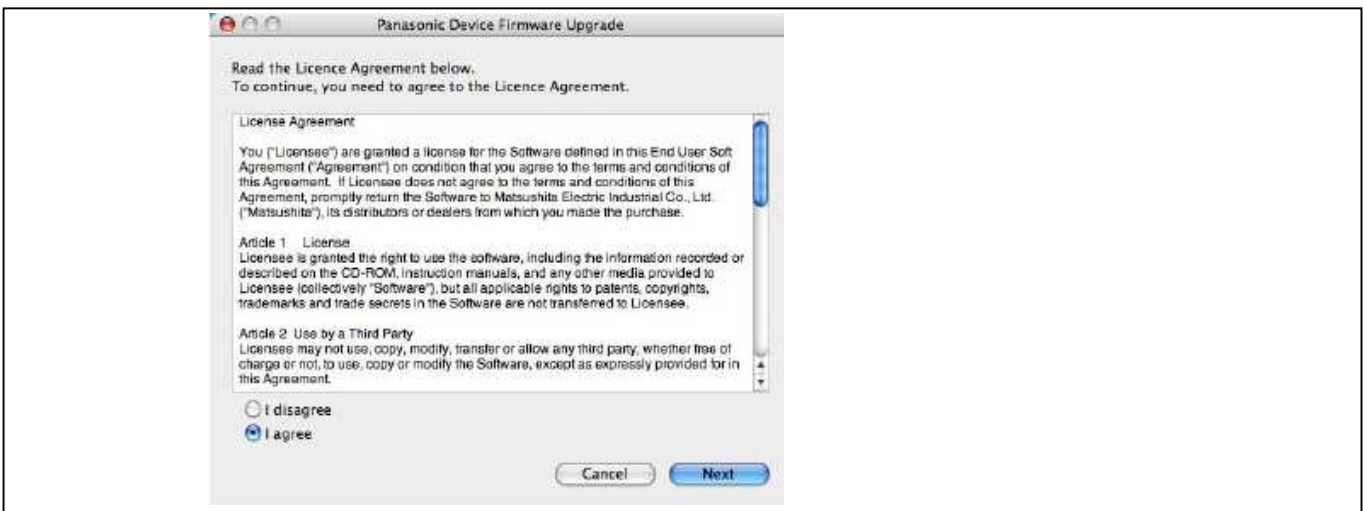 Panasonic Device Firmware Upgrade
Read the Licence Agreement below.
To continue, you need to agree to the Licence Agreement.
License Agreement
You ("Licensee") are granted a license for the Software defined in this End User Soft
Agreement ("Agreement") on condition that you agree to the terms and conditions of
this Agreement. If Licensee does not agree to the terms and conditions of this
Agreement, promptly return the Software to Matsushita Electric Industrial Co., Ltd.
("Matsushita"), its distributors or dealers from which you made the purchase.
Article 1 License
Licensee is granted the right to use the software, including the information recorded or
described on the CD-ROM, instruction manuals, and any other media provided to
Licensee (collectively "Software"), but all applicable rights to patents, copyrights,
trademarks and trade secrets in the Software are not transferred to Licensee.
Article 2 Use by a Third Party
Licensee may not use, copy, modify, transfer or allow any third party, whether free of
charge or not, to use, copy or modify the Software, except as expressly provided for in
this Agreement.
I disagree
I agree
Cancel Next